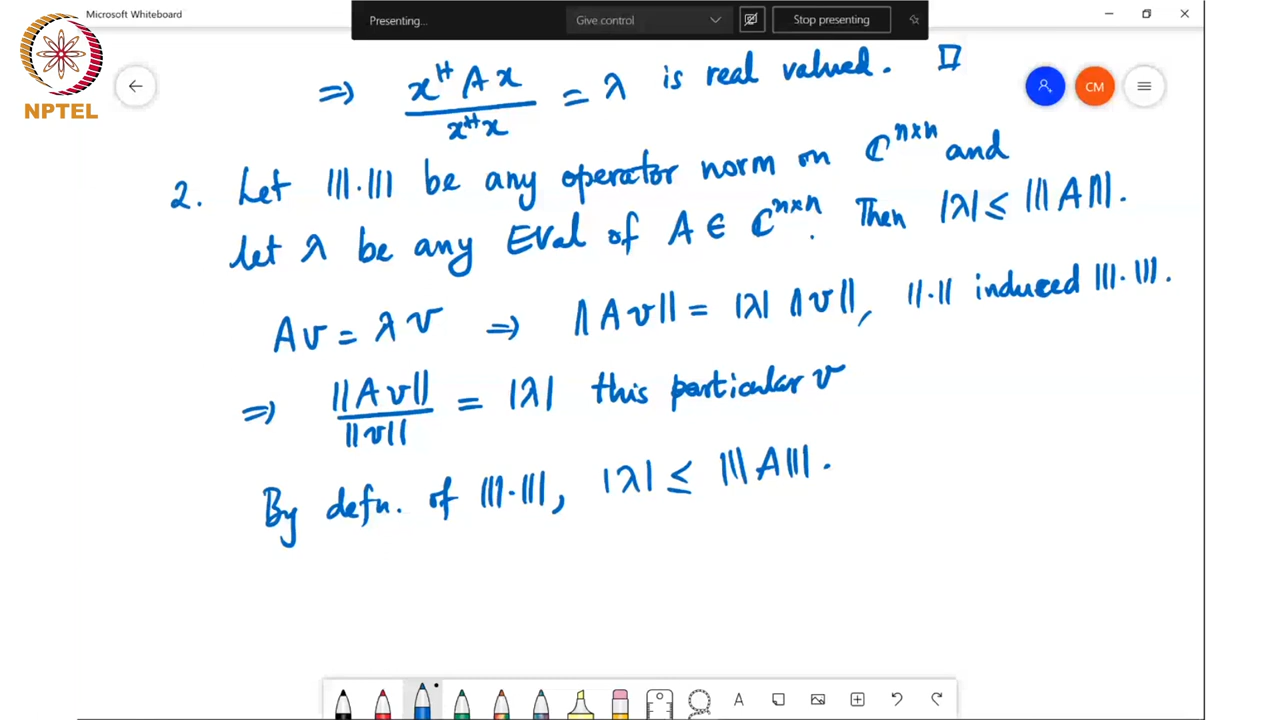 Microsoft Whiteboard
Presenting...
Give control
Stop presenting
NPTEL
CM
⇒ x^H A x / x^H x = λ is real valued. □
2. Let |||·||| be any operator norm on ℂ^{n×n} and
let λ be any Eval of A ∈ ℂ^{n×n}. Then |λ| ≤ |||A|||.
Av = λv ⇒ ||Av|| = |λ| ||v||, ||·|| induced |||·|||.
⇒ ||Av|| / ||v|| = |λ| this particular v
By defn. of |||·|||, |λ| ≤ |||A|||.
A